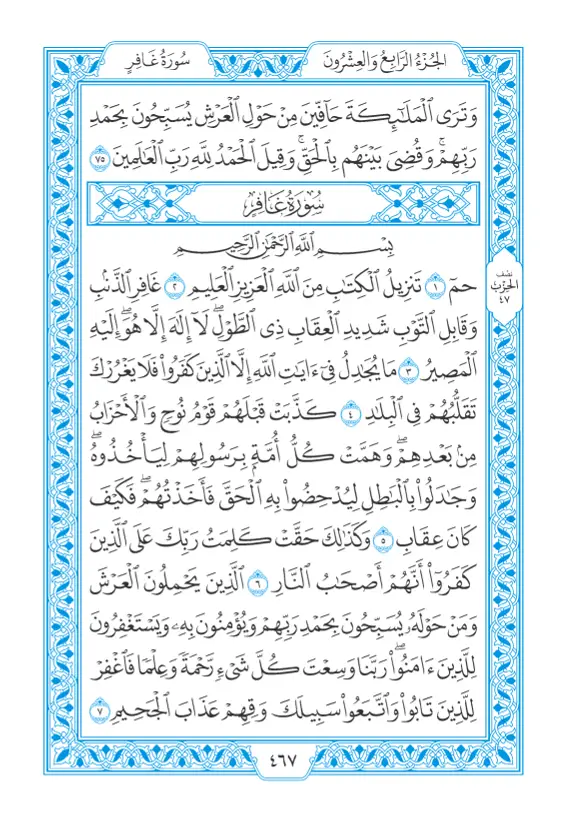 الجُزْءُ الرَّابِعُ وَالعِشْرُونَ
سُورَةُ غَافِرٍ
وَتَرَى ٱلْمَلَـٰٓئِكَةَ حَآفِّينَ مِنْ حَوْلِ ٱلْعَرْشِ يُسَبِّحُونَ بِحَمْدِ
رَبِّهِمْۖ وَقُضِىَ بَيْنَهُم بِٱلْحَقِّۚ وَقِيلَ ٱلْحَمْدُ لِلَّهِ رَبِّ ٱلْعَـٰلَمِينَ ٧٥
سُورَةُ غَافِرٍ
بِسْمِ ٱللَّهِ ٱلرَّحْمَـٰنِ ٱلرَّحِيمِ
حمٓ ١ تَنزِيلُ ٱلْكِتَـٰبِ مِنَ ٱللَّهِ ٱلْعَزِيزِ ٱلْعَلِيمِ ٢ غَافِرِ ٱلذَّنۢبِ
وَقَابِلِ ٱلتَّوْبِ شَدِيدِ ٱلْعِقَابِ ذِى ٱلطَّوْلِۖ لَآ إِلَـٰهَ إِلَّا هُوَۖ إِلَيْهِ
ٱلْمَصِيرُ ٣ مَا يُجَـٰدِلُ فِىٓ ءَايَـٰتِ ٱللَّهِ إِلَّا ٱلَّذِينَ كَفَرُوا۟ فَلَا يَغْرُرْكَ
تَقَلُّبُهُمْ فِى ٱلْبِلَـٰدِ ٤ كَذَّبَتْ قَبْلَهُمْ قَوْمُ نُوحٍ وَٱلْأَحْزَابُ
مِنۢ بَعْدِهِمْۖ وَهَمَّتْ كُلُّ أُمَّةٍۭ بِرَسُولِهِمْ لِيَأْخُذُوهُۖ
وَجَـٰدَلُوا۟ بِٱلْبَـٰطِلِ لِيُدْحِضُوا۟ بِهِ ٱلْحَقَّ فَأَخَذْتُهُمْۖ فَكَيْفَ
كَانَ عِقَابِ ٥ وَكَذَٰلِكَ حَقَّتْ كَلِمَتُ رَبِّكَ عَلَى ٱلَّذِينَ
كَفَرُوٓا۟ أَنَّهُمْ أَصْحَـٰبُ ٱلنَّارِ ٦ ٱلَّذِينَ يَحْمِلُونَ ٱلْعَرْشَ
وَمَنْ حَوْلَهُۥ يُسَبِّحُونَ بِحَمْدِ رَبِّهِمْ وَيُؤْمِنُونَ بِهِۦ وَيَسْتَغْفِرُونَ
لِلَّذِينَ ءَامَنُوا۟ۖ رَبَّنَا وَسِعْتَ كُلَّ شَىْءٍ رَّحْمَةً وَعِلْمًا فَٱغْفِرْ
لِلَّذِينَ تَابُوا۟ وَٱتَّبَعُوا۟ سَبِيلَكَ وَقِهِمْ عَذَابَ ٱلْجَحِيمِ ٧
نِصْف
الحِزْبُ
٤٧
٤٦٧